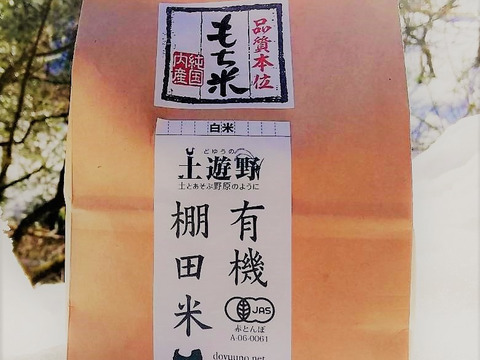 品質本位
もち米
純国
内産
白米
どゆうの
土遊野
土とあそぶ野原のように
有機
棚田米
JAS
赤とんぼ
A-06-0061
doyuuno.net